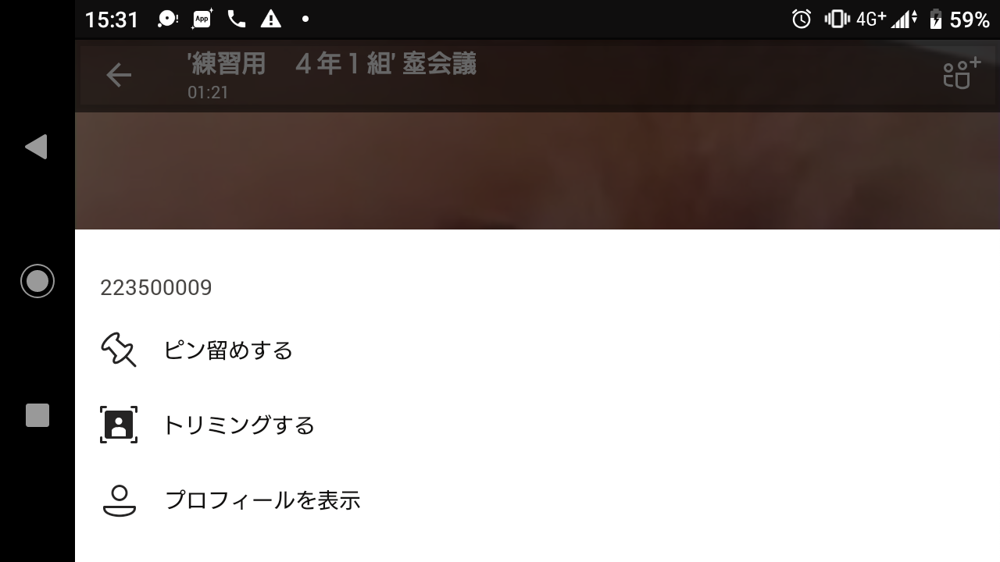 15:31 App 4G+ 59%
'練習用　４年１組' 室会議
01:21
223500009
ピン留めする
トリミングする
プロフィールを表示